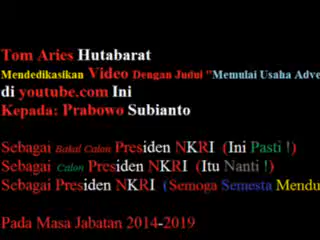 Tom Aries Hutabarat
Mendedikasikan Video Dengan Judul "Memulai Usaha Adve
di youtube.com Ini
Kepada: Prabowo Subianto
Sebagai Bakal Calon Presiden NKRI (Ini Pasti !)
Sebagai Calon Presiden NKRI (Itu Nanti !)
Sebagai Presiden NKRI (Semoga Semesta Mendu
Pada Masa Jabatan 2014-2019